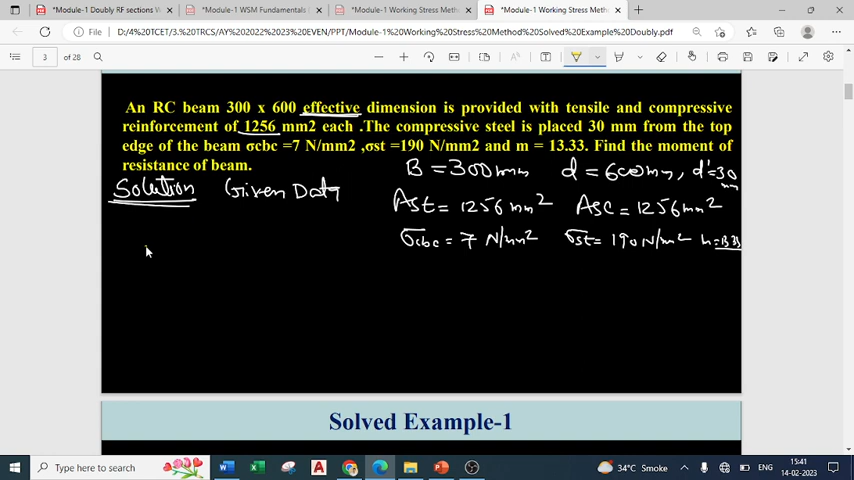 *Module-1 Doubly RF sections V
*Module-1 WSM Fundamentals
*Module-1 Working Stress Meth
*Module-1 Working Stress Meth
File
D:/4%20TCET/3.%20TRCS/AY%202022%202023%20EVEN/PPT/Module-1%20Working%20Stress%20Method%20Solved%20Example%20Doubly.pdf
3 of 28
An RC beam 300 x 600 effective dimension is provided with tensile and compressive
reinforcement of 1256 mm2 each .The compressive steel is placed 30 mm from the top
edge of the beam σcbc =7 N/mm2 ,σst =190 N/mm2 and m = 13.33. Find the moment of
resistance of beam.
B = 300mm d = 600mm, d' = 30 mm
Solution Given Data
Ast = 1256 mm² Asc = 1256 mm²
σcbc = 7 N/mm² σst = 190 N/mm² m = 13.33
Solved Example-1
Type here to search
34°C Smoke
ENG
15:41
14-02-2023